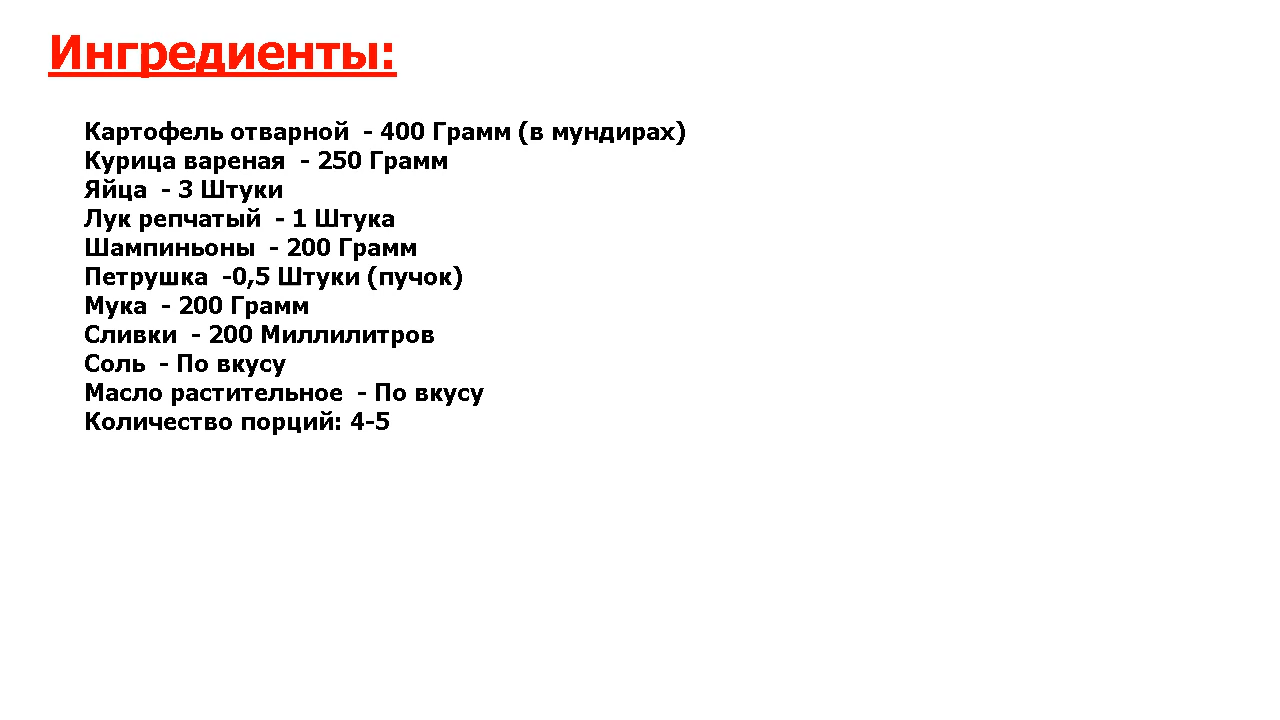 Ингредиенты:
Картофель отварной  - 400 Грамм (в мундирах)
Курица вареная  - 250 Грамм
Яйца  - 3 Штуки
Лук репчатый  - 1 Штука
Шампиньоны  - 200 Грамм
Петрушка  -0,5 Штуки (пучок)
Мука  - 200 Грамм
Сливки  - 200 Миллилитров
Соль  - По вкусу
Масло растительное  - По вкусу
Количество порций: 4-5